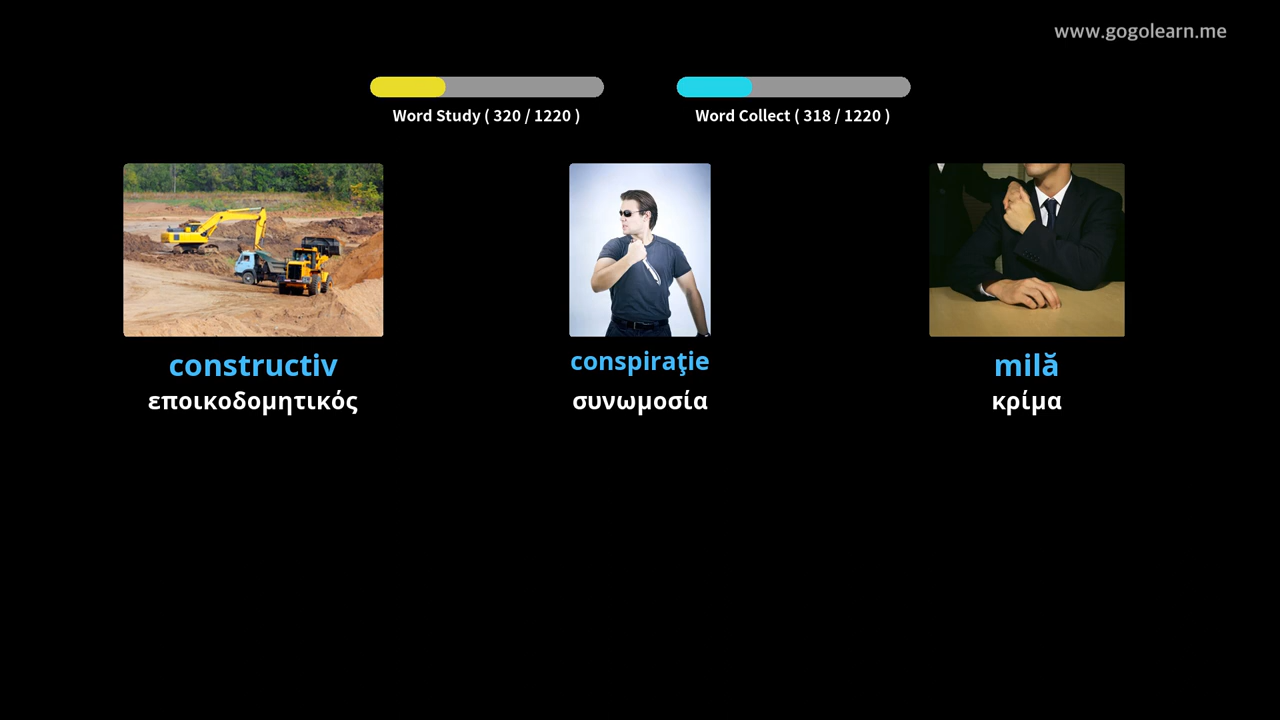 www.gogolearn.me
Word Study ( 320 / 1220 )
Word Collect ( 318 / 1220 )
constructiv
εποικοδομητικός
conspiraţie
συνωμοσία
milă
κρίμα